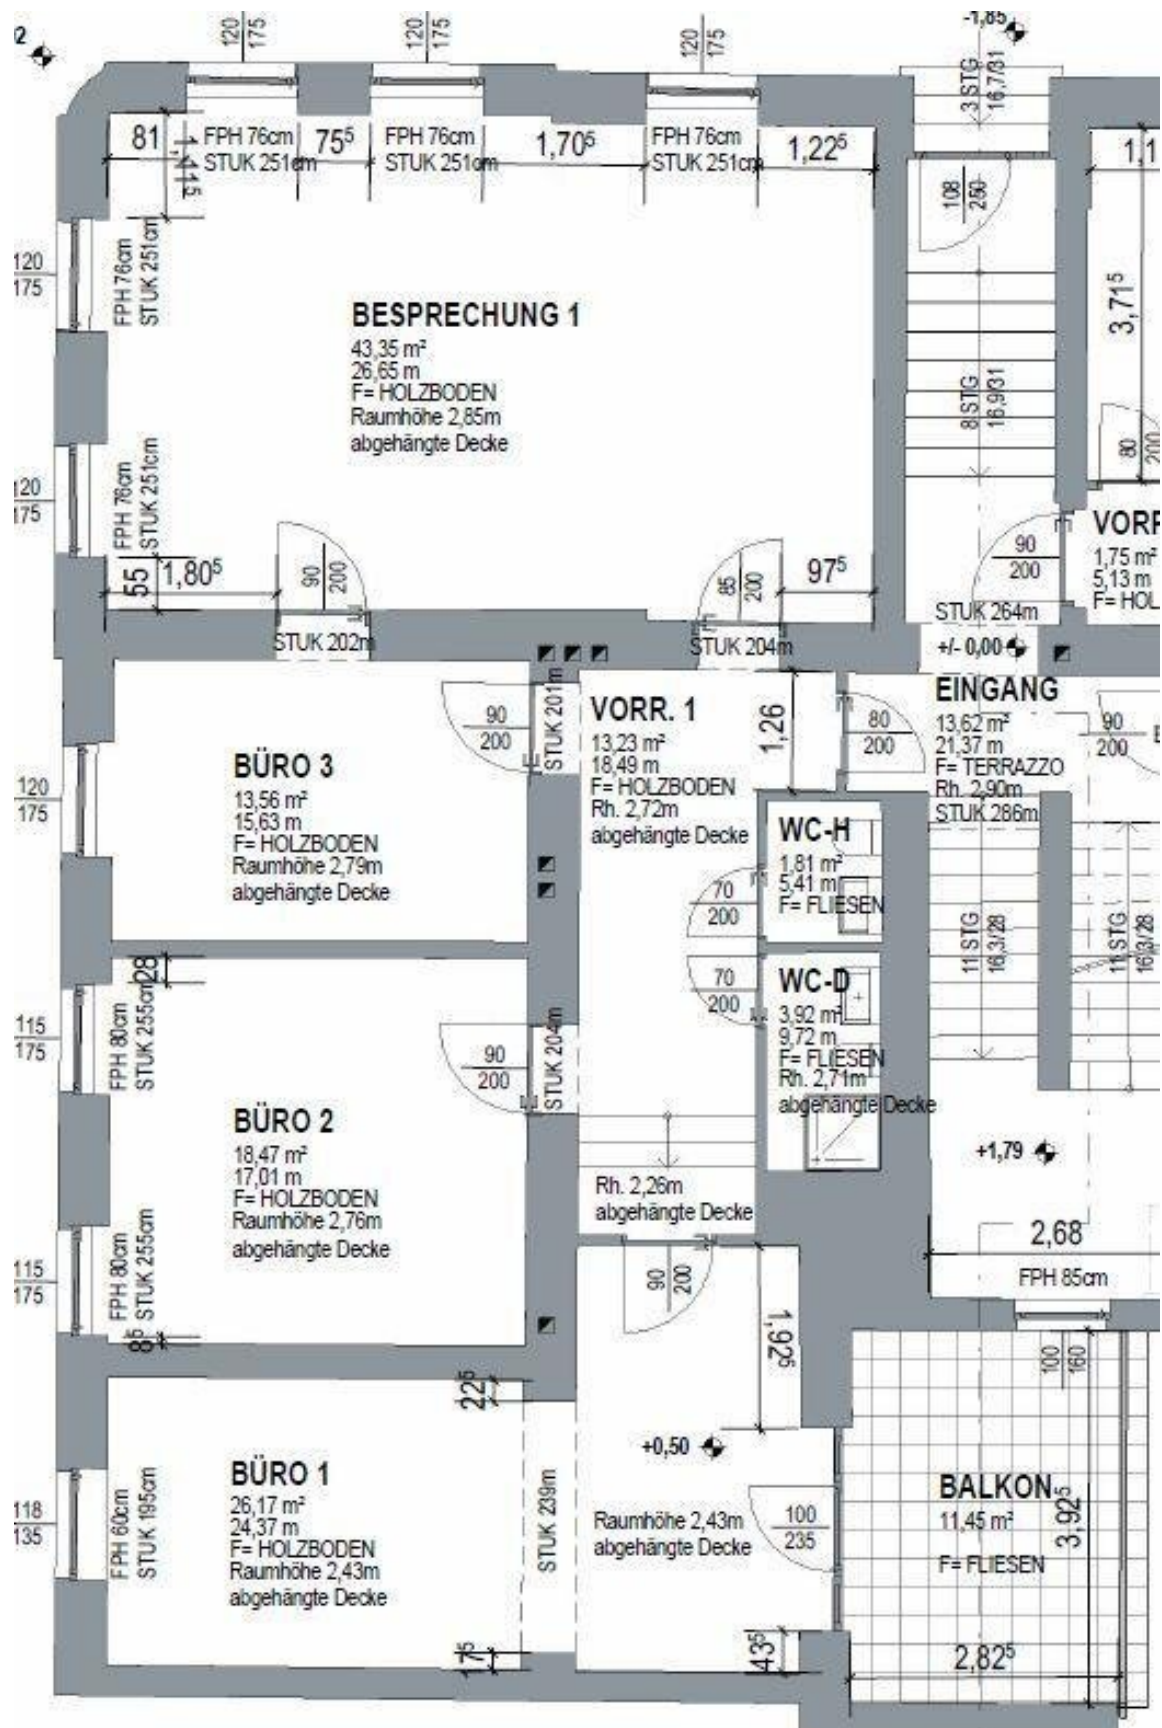 2
120
175
120
175
120
175
-1,85
3 STG
16,7/31
81
FPH 76cm
STUK 251cm
75⁵
FPH 76cm
STUK 251cm
1,70⁵
FPH 76cm
STUK 251cm
1,22⁵
1,1
108
250
120
175
FPH 76cm
STUK 251cm
BESPRECHUNG 1
43,35 m²
26,65 m
F= HOLZBODEN
Raumhöhe 2,85m
abgehängte Decke
3,71⁵
8 STG
16,9/31
80
200
120
175
FPH 76cm
STUK 251cm
55
1,80⁵
90
200
85
200
97⁵
90
200
VORR
1,75 m²
5,13 m
F= HOL
STUK 264m
STUK 202m
STUK 204m
+/- 0,00
EINGANG
13,62 m²
21,37 m
F= TERRAZZO
Rh. 2,90m
STUK 286m
90
200
90
200
STUK 201m
VORR. 1
13,23 m²
18,49 m
F= HOLZBODEN
Rh. 2,72m
abgehängte Decke
1,26
80
200
120
175
BÜRO 3
13,56 m²
15,63 m
F= HOLZBODEN
Raumhöhe 2,79m
abgehängte Decke
WC-H
1,81 m²
5,41 m
F= FLIESEN
70
200
11 STG
16,3/28
11 STG
16,3/28
28
70
200
WC-D
3,92 m²
9,72 m
F= FLIESEN
Rh. 2,71m
abgehängte Decke
115
175
FPH 80cm
STUK 255cm
90
200
STUK 204m
BÜRO 2
18,47 m²
17,01 m
F= HOLZBODEN
Raumhöhe 2,76m
abgehängte Decke
+1,79
Rh. 2,26m
abgehängte Decke
2,68
FPH 85cm
115
175
FPH 80cm
STUK 255cm
8⁵
90
200
1,92⁵
100
160
22⁵
+0,50
BÜRO 1
26,17 m²
24,37 m
F= HOLZBODEN
Raumhöhe 2,43m
abgehängte Decke
118
135
FPH 60cm
STUK 195cm
STUK 239m
Raumhöhe 2,43m
abgehängte Decke
100
235
BALKON
11,45 m²
F= FLIESEN
3,92⁵
17⁵
43⁵
2,82⁵